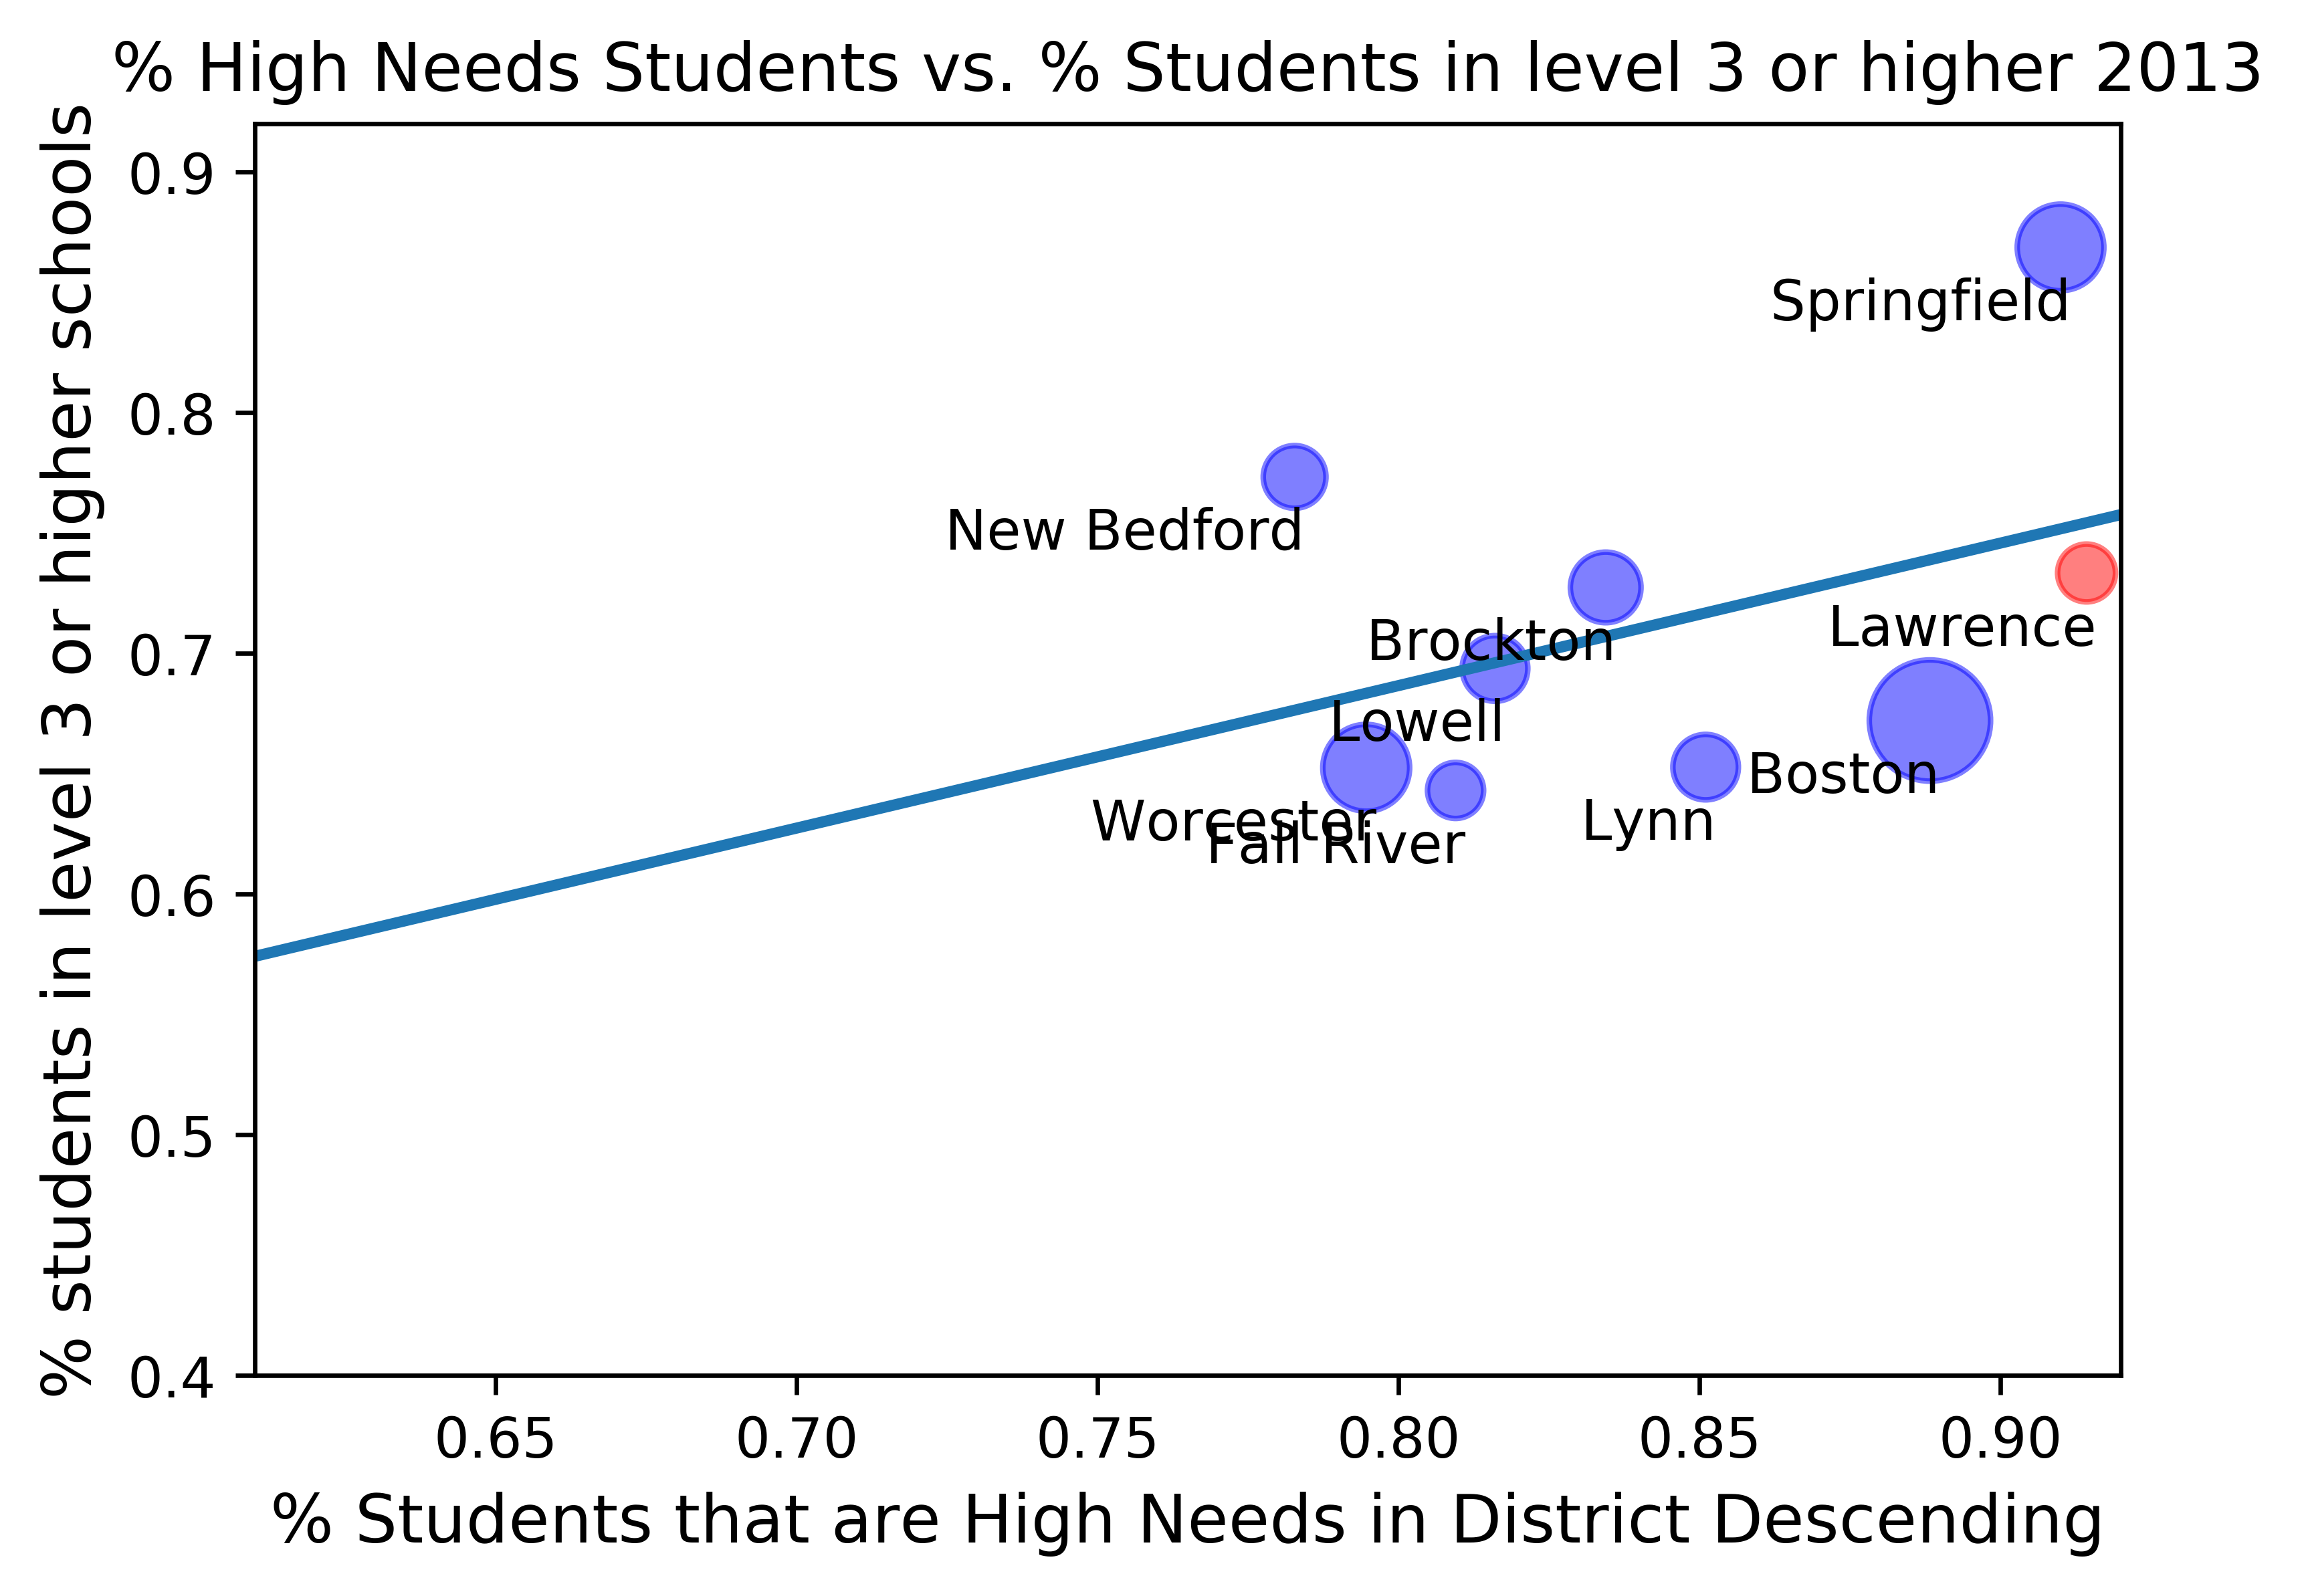 % High Needs Students vs. % Students in level 3 or higher 2013
% students in level 3 or higher schools
0.9
0.8
0.7
0.6
0.5
0.4
Springfield
New Bedford
Lawrence
Brockton
Lowell
Boston
Worcester
Lynn
Fall River
0.65 0.70 0.75 0.80 0.85 0.90
% Students that are High Needs in District Descending